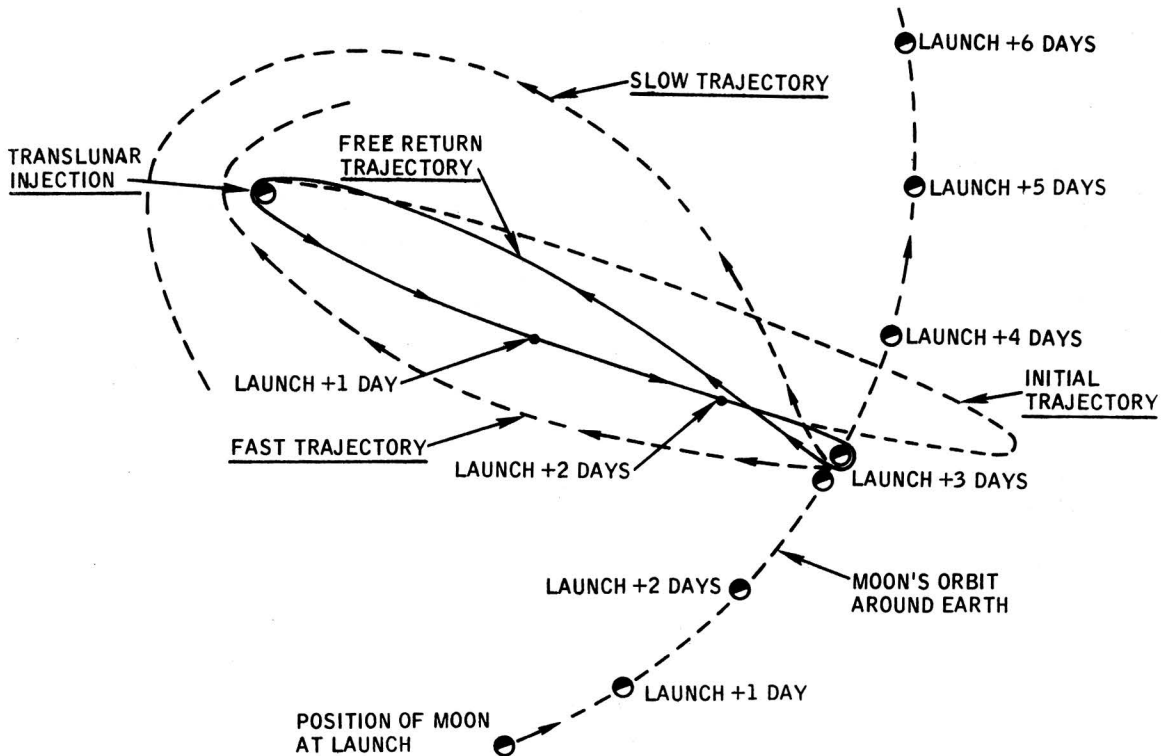 LAUNCH +6 DAYS
SLOW TRAJECTORY
FREE RETURN
TRAJECTORY
TRANSLUNAR
INJECTION
LAUNCH +5 DAYS
LAUNCH +4 DAYS
INITIAL
TRAJECTORY
LAUNCH +1 DAY
FAST TRAJECTORY
LAUNCH +2 DAYS
LAUNCH +3 DAYS
LAUNCH +2 DAYS
MOON'S ORBIT
AROUND EARTH
LAUNCH +1 DAY
POSITION OF MOON
AT LAUNCH